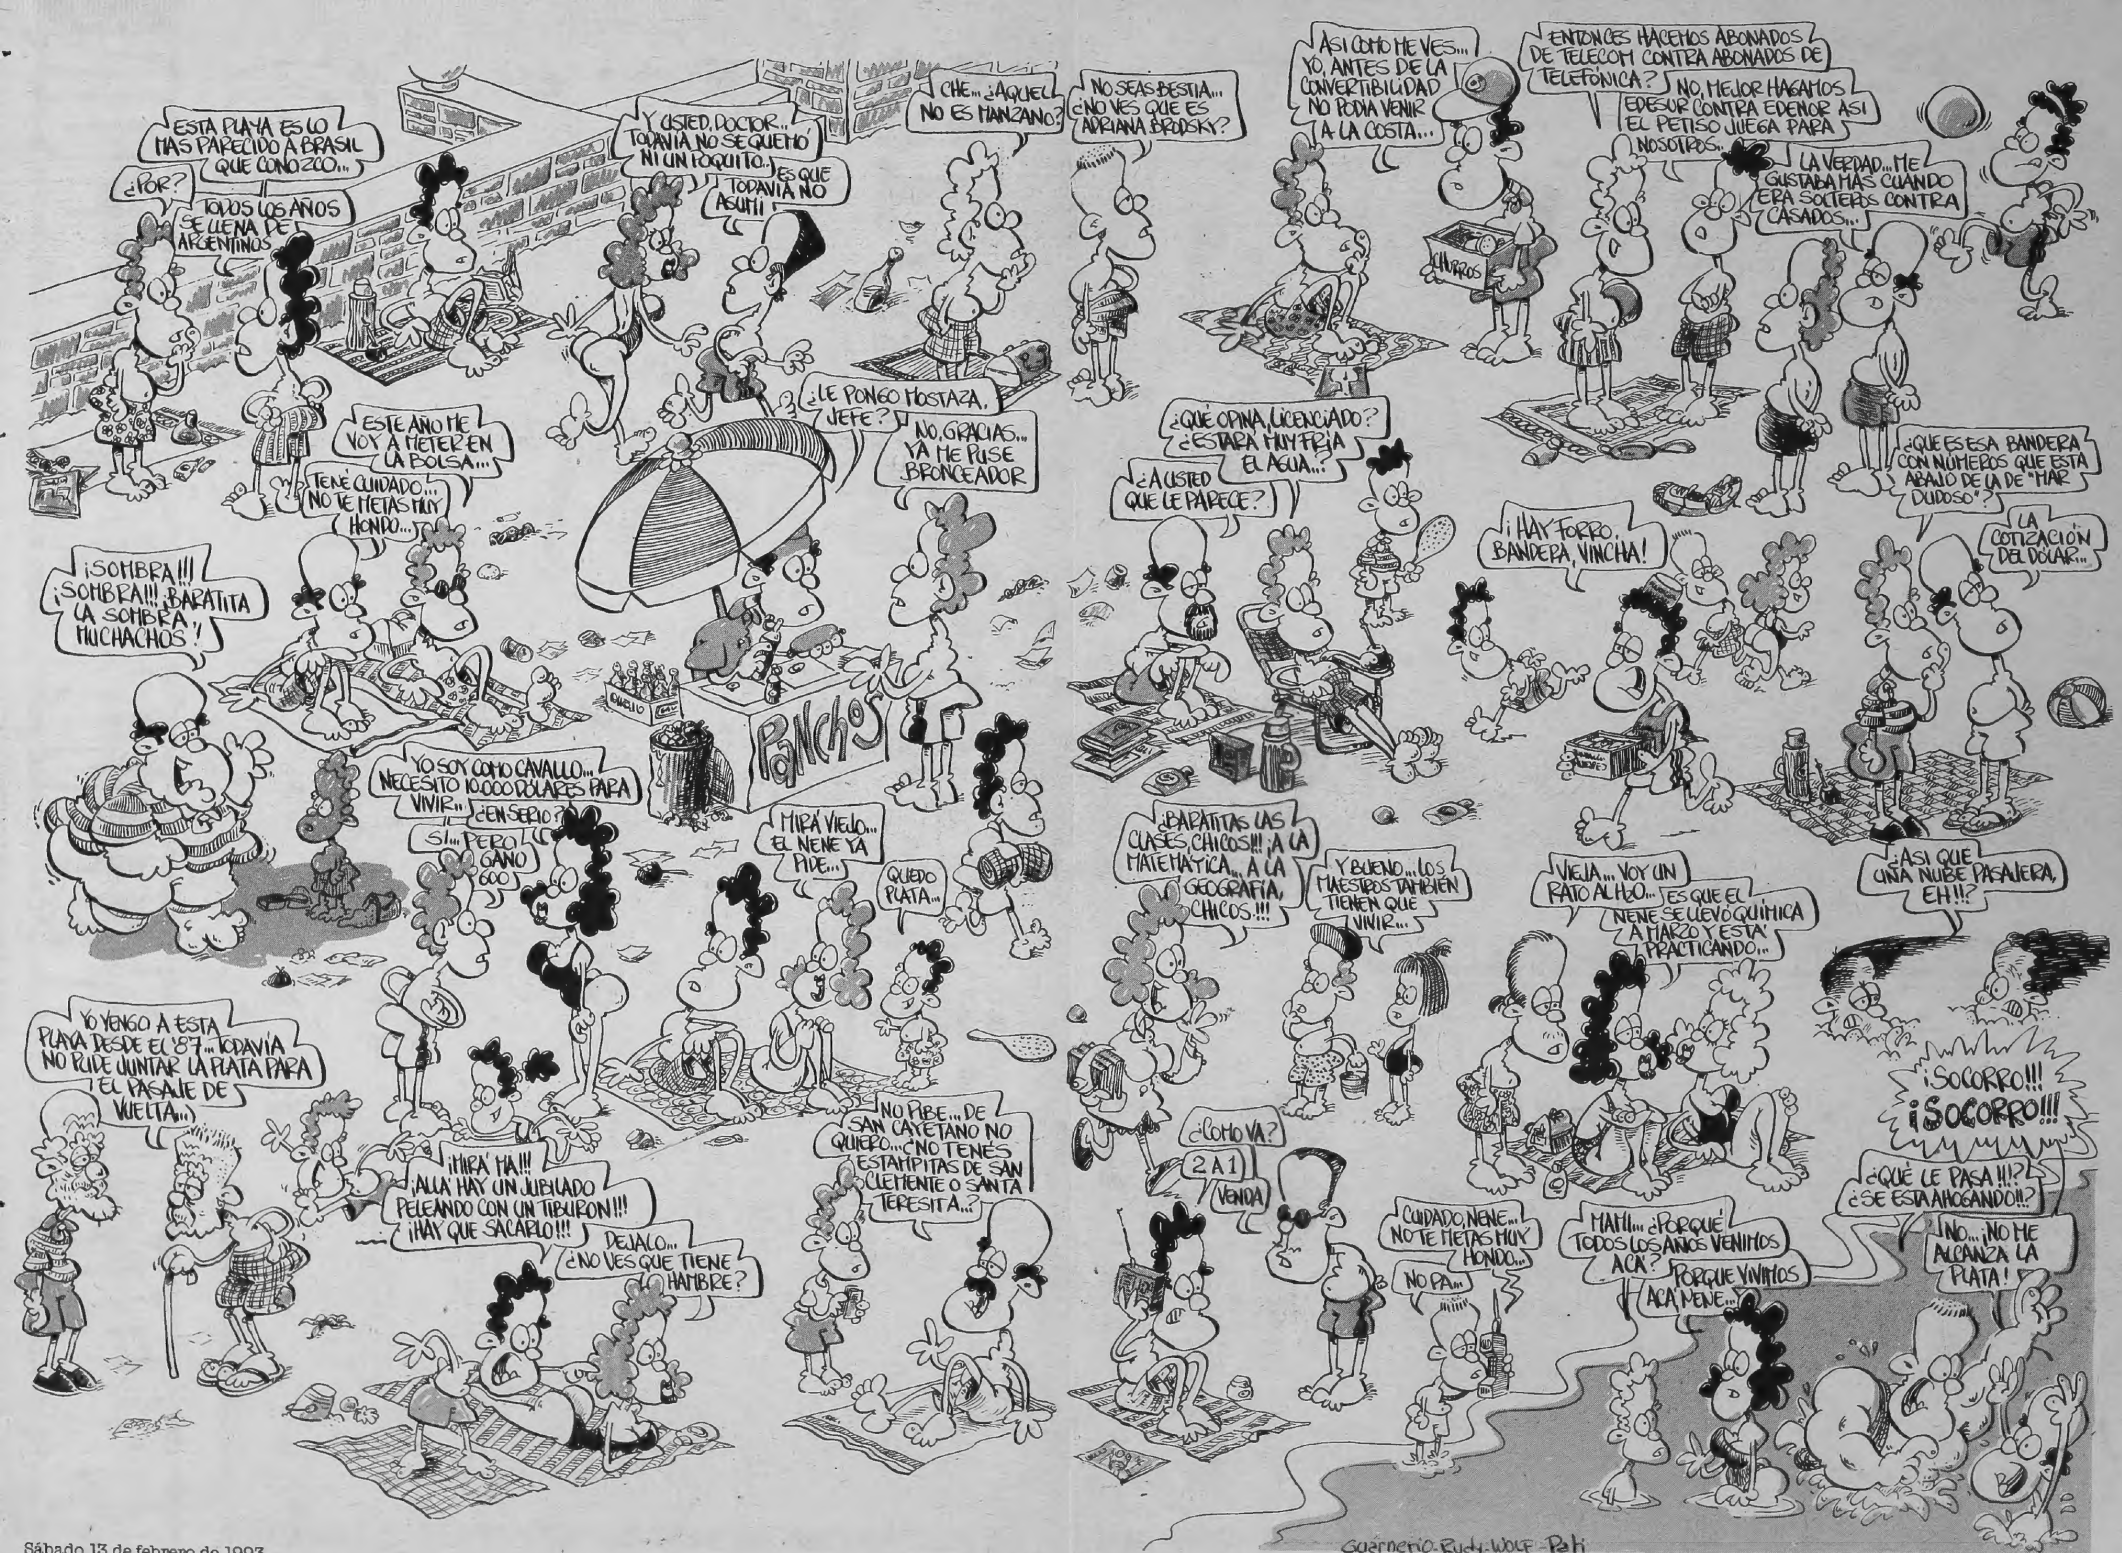 ESTA PLAYA ES LO
MAS PARECIDO A BRASIL
QUE CONOZCO...
¿POR?
TODOS LOS AÑOS
SE LLENA DE
ARGENTINOS
Y USTED, DOCTOR..
TODAVIA NO SE QUEMÓ
NI UN POQUITO..
ES QUE
TODAVIA NO
ASUMI
CHE... ¿AQUEL
NO ES MANZANO?
NO SEAS BESTIA...
¿NO VES QUE ES
ADRIANA BRODSKY?
ASI COMO ME VES...
YO, ANTES DE LA
CONVERTIBILIDAD
NO PODIA VENIR
A LA COSTA...
CHURROS
ENTONCES HACEMOS ABONADOS
DE TELECOM CONTRA ABONADOS DE
TELEFÓNICA?
NO, MEJOR HAGAMOS
EDESUR CONTRA EDENOR ASI
EL PETISO JUEGA PARA
NOSOTROS..
LA VERDAD... ME
GUSTABA MAS CUANDO
ERA SOLTEROS CONTRA
CASADOS...
ESTE AÑO ME
VOY A METER EN
LA BOLSA...
TENÉ CUIDADO...
NO TE METAS MUY
HONDO...
¿LE PONGO MOSTAZA,
JEFE?
NO, GRACIAS...
YA ME PUSE
BRONCEADOR
PANCHOS
¿QUÉ OPINA, LICENCIADO?
¿ESTARÁ MUY FRIA
EL AGUA...?
¿A USTED
QUE LE PARECE?
¡HAY FORRO,
BANDERA, VINCHA!
¿QUE ES ESA BANDERA
CON NÚMEROS QUE ESTA
ABAJO DE LA DE "MAR
DUDOSO"?
LA
COTIZACIÓN
DEL DOLAR...
¡SOMBRA!!!
¡SOMBRA!!! ¡BARATITA
LA SOMBRA,
MUCHACHOS!
YO SOY COMO CAVALLO...
NECESITO 10.000 DOLARES PARA
VIVIR...
¿EN SERIO?
SI... PERO
GANO
600
MIRÁ VIEJO...
EL NENE YA
PIDE...
QUEDO
PLATA...
¡BARATITAS LAS
CLASES, CHICOS!!! ¡A LA
MATEMÁTICA... A LA
GEOGRAFIA,
CHICOS!!!
Y BUENO... LOS
MAESTROS TAMBIÉN
TIENEN QUE
VIVIR...
VIEJA... VOY UN
RATO AL H2O...
ES QUE EL
NENE SE LLEVÓ QUÍMICA
A MARZO Y ESTÁ
PRACTICANDO...
¿ASI QUE
UNA NUBE PASAJERA,
EH!!?
YO VENGO A ESTA
PLAYA DESDE EL '87... TODAVÍA
NO PUDE JUNTAR LA PLATA PARA
EL PASAJE DE
VUELTA...
¡MIRÁ MA!!!
¡ALLÁ HAY UN JUBILADO
PELEANDO CON UN TIBURON!!!
¡HAY QUE SACARLO!!!
DEJALO...
¿NO VES QUE TIENE
HAMBRE?
NO PIBE... DE
SAN CAYETANO NO
QUIERO... ¿NO TENÉS
ESTAMPITAS DE SAN
CLEMENTE O SANTA
TERESITA...?
¿COMO VA?
2 A 1
VENDA
CUIDADO, NENE...
NO TE METAS MUY
HONDO...
NO PA...
MAMI... ¿PORQUÉ
TODOS LOS AÑOS VENIMOS
ACÁ?
PORQUE VIVIMOS
ACÁ, NENE...
¡SOCORRO!!!
¡SOCORRO!!!
¿QUÉ LE PASA!!!?
¿SE ESTA AHOGANDO!!?
NO... ¡NO ME
ALCANZA LA
PLATA!
Sábado 13 de febrero de 1993
Guarnerio-Rudy-WOLF-Pati